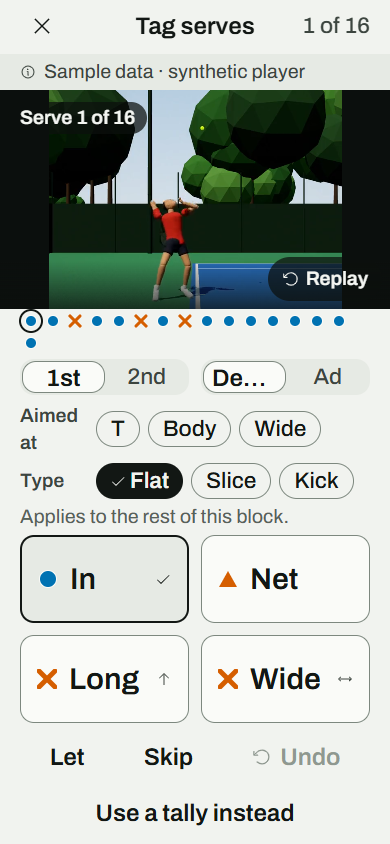 Tag serves
1 of 16
Sample data · synthetic player
Serve 1 of 16
Replay
1st
2nd
De...
Ad
Aimed
at
T
Body
Wide
Type
Flat
Slice
Kick
Applies to the rest of this block.
In
Net
Long
Wide
Let
Skip
Undo
Use a tally instead